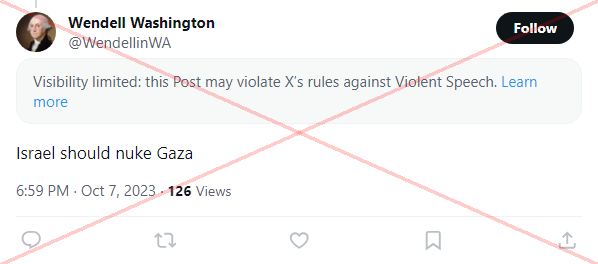 Wendell Washington
@WendellinWA
Follow
Visibility limited: this Post may violate X's rules against Violent Speech. Learn
more
Israel should nuke Gaza
6:59 PM · Oct 7, 2023 · 126 Views